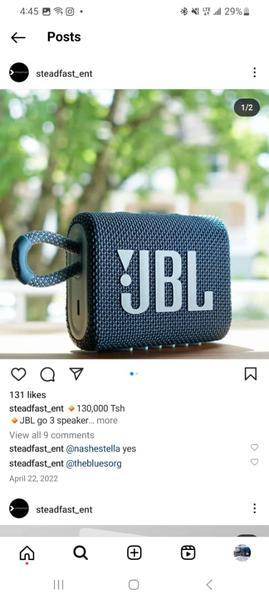 4:45
29%
Posts
steadfast_ent
1/2
JBL
131 likes
steadfast_ent 🔸130,000 Tsh
🔸JBL go 3 speaker... more
View all 9 comments
steadfast_ent @nashestella yes
steadfast_ent @thebluesorg
April 22, 2022
steadfast_ent